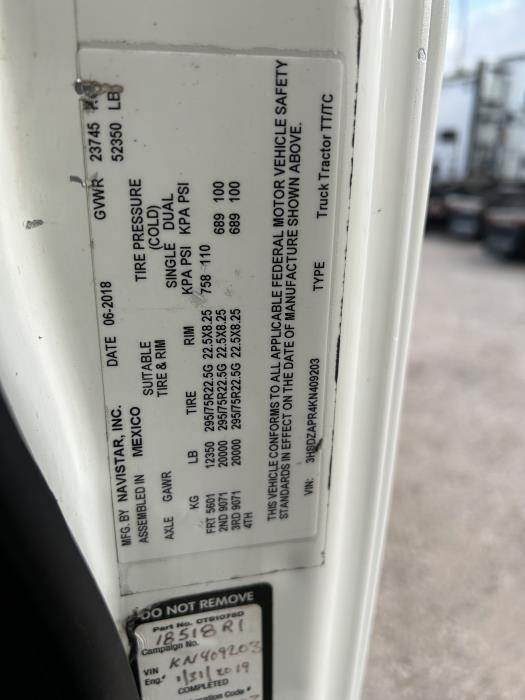 MFG. BY NAVISTAR, INC. DATE 06-2018 GVWR 23745 K
ASSEMBLED IN MEXICO 52350 LB
SUITABLE TIRE PRESSURE
TIRE & RIM (COLD)
AXLE GAWR SINGLE DUAL
KG LB TIRE RIM KPA PSI KPA PSI
FRT 5601 12350 295/75R22.5G 22.5X8.25 758 110
2ND 9071 20000 295/75R22.5G 22.5X8.25 689 100
3RD 9071 20000 295/75R22.5G 22.5X8.25 689 100
4TH
THIS VEHICLE CONFORMS TO ALL APPLICABLE FEDERAL MOTOR VEHICLE SAFETY
STANDARDS IN EFFECT ON THE DATE OF MANUFACTURE SHOWN ABOVE.
VIN: 3HSDZAPR4KN409203 TYPE Truck Tractor TT/TC
DO NOT REMOVE
Part No. CTS1075D
18518R1
Campaign No.
VIN KN409203
Eng.# 1/31/2019
COMPLETED
Code #